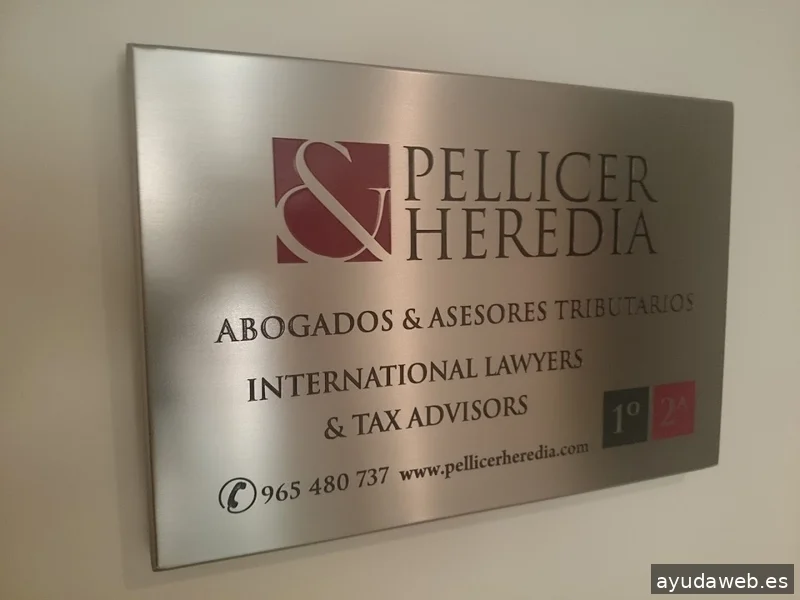 &
PELLICER
HEREDIA
ABOGADOS & ASESORES TRIBUTARIOS
INTERNATIONAL LAWYERS
& TAX ADVISORS
1º 2ª
965 480 737 www.pellicerheredia.com
ayudaweb.es